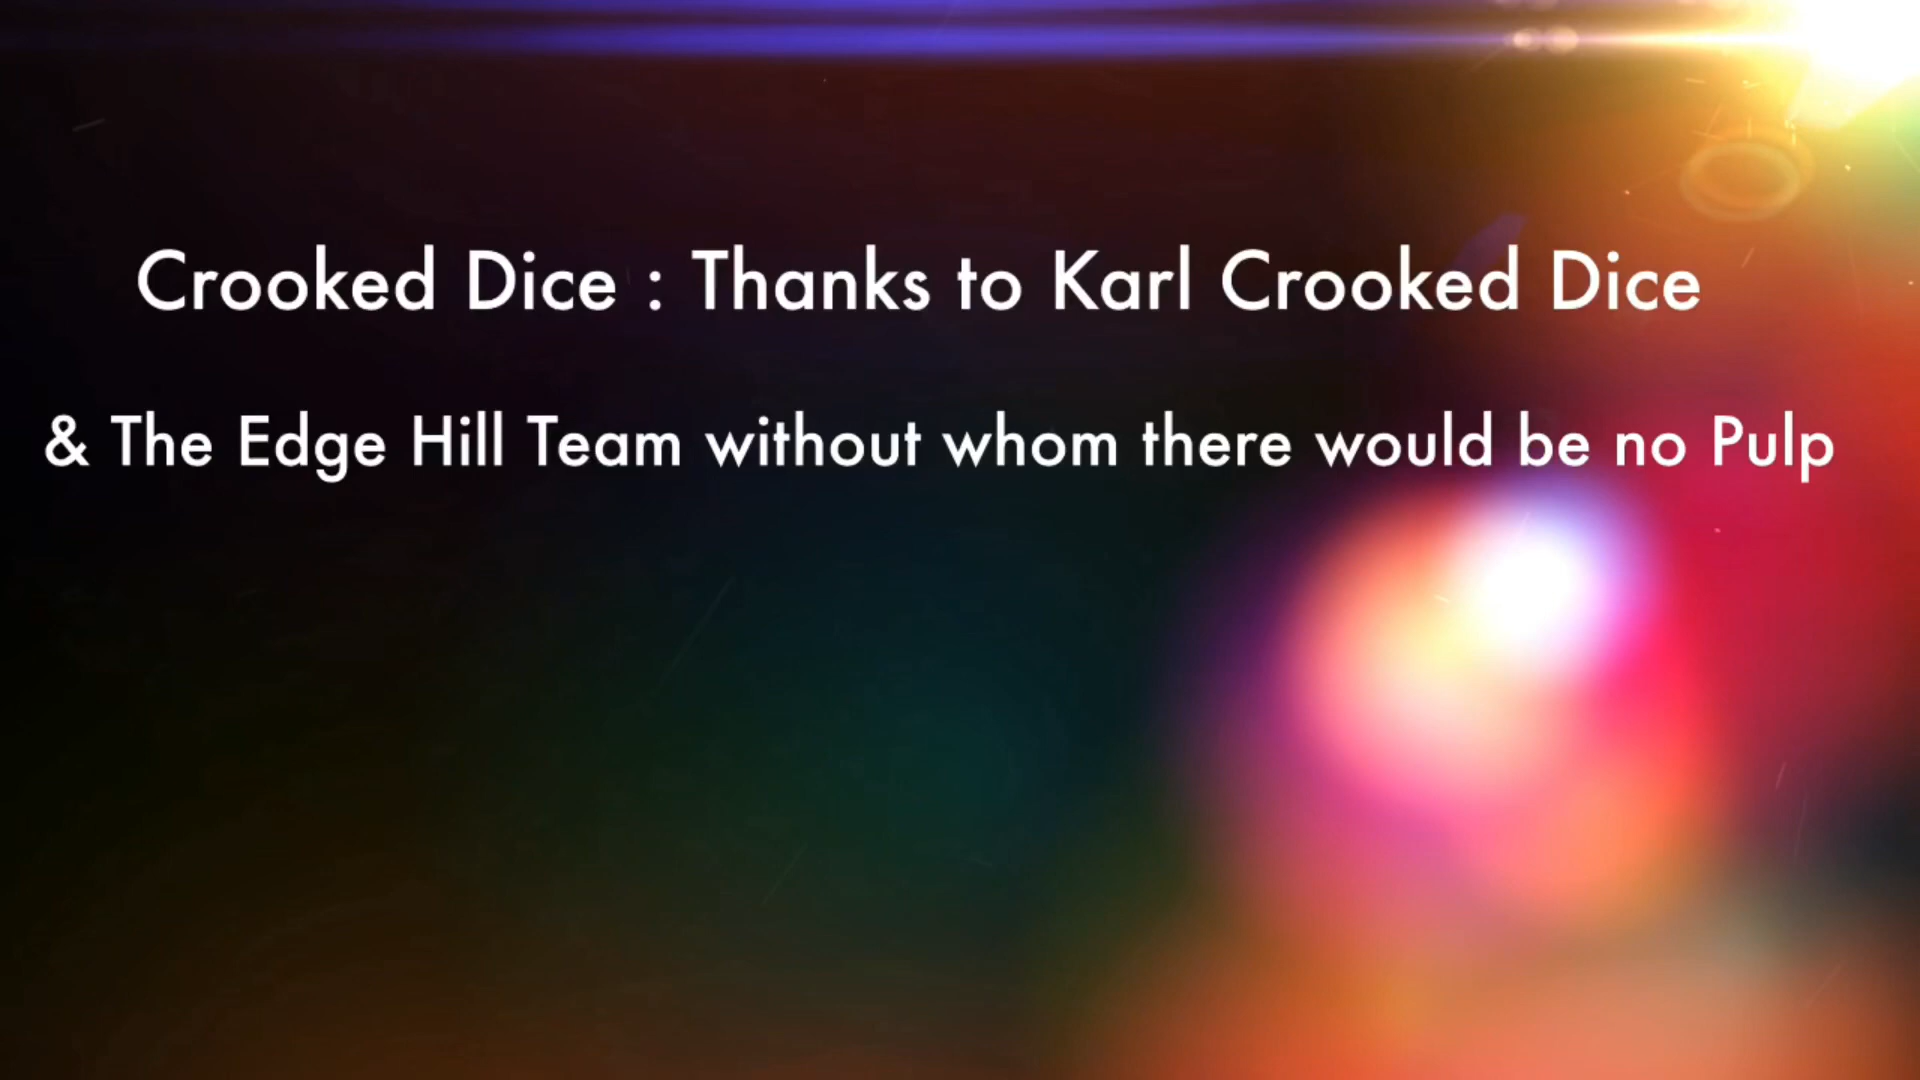 Crooked Dice : Thanks to Karl Crooked Dice
& The Edge Hill Team without whom there would be no Pulp